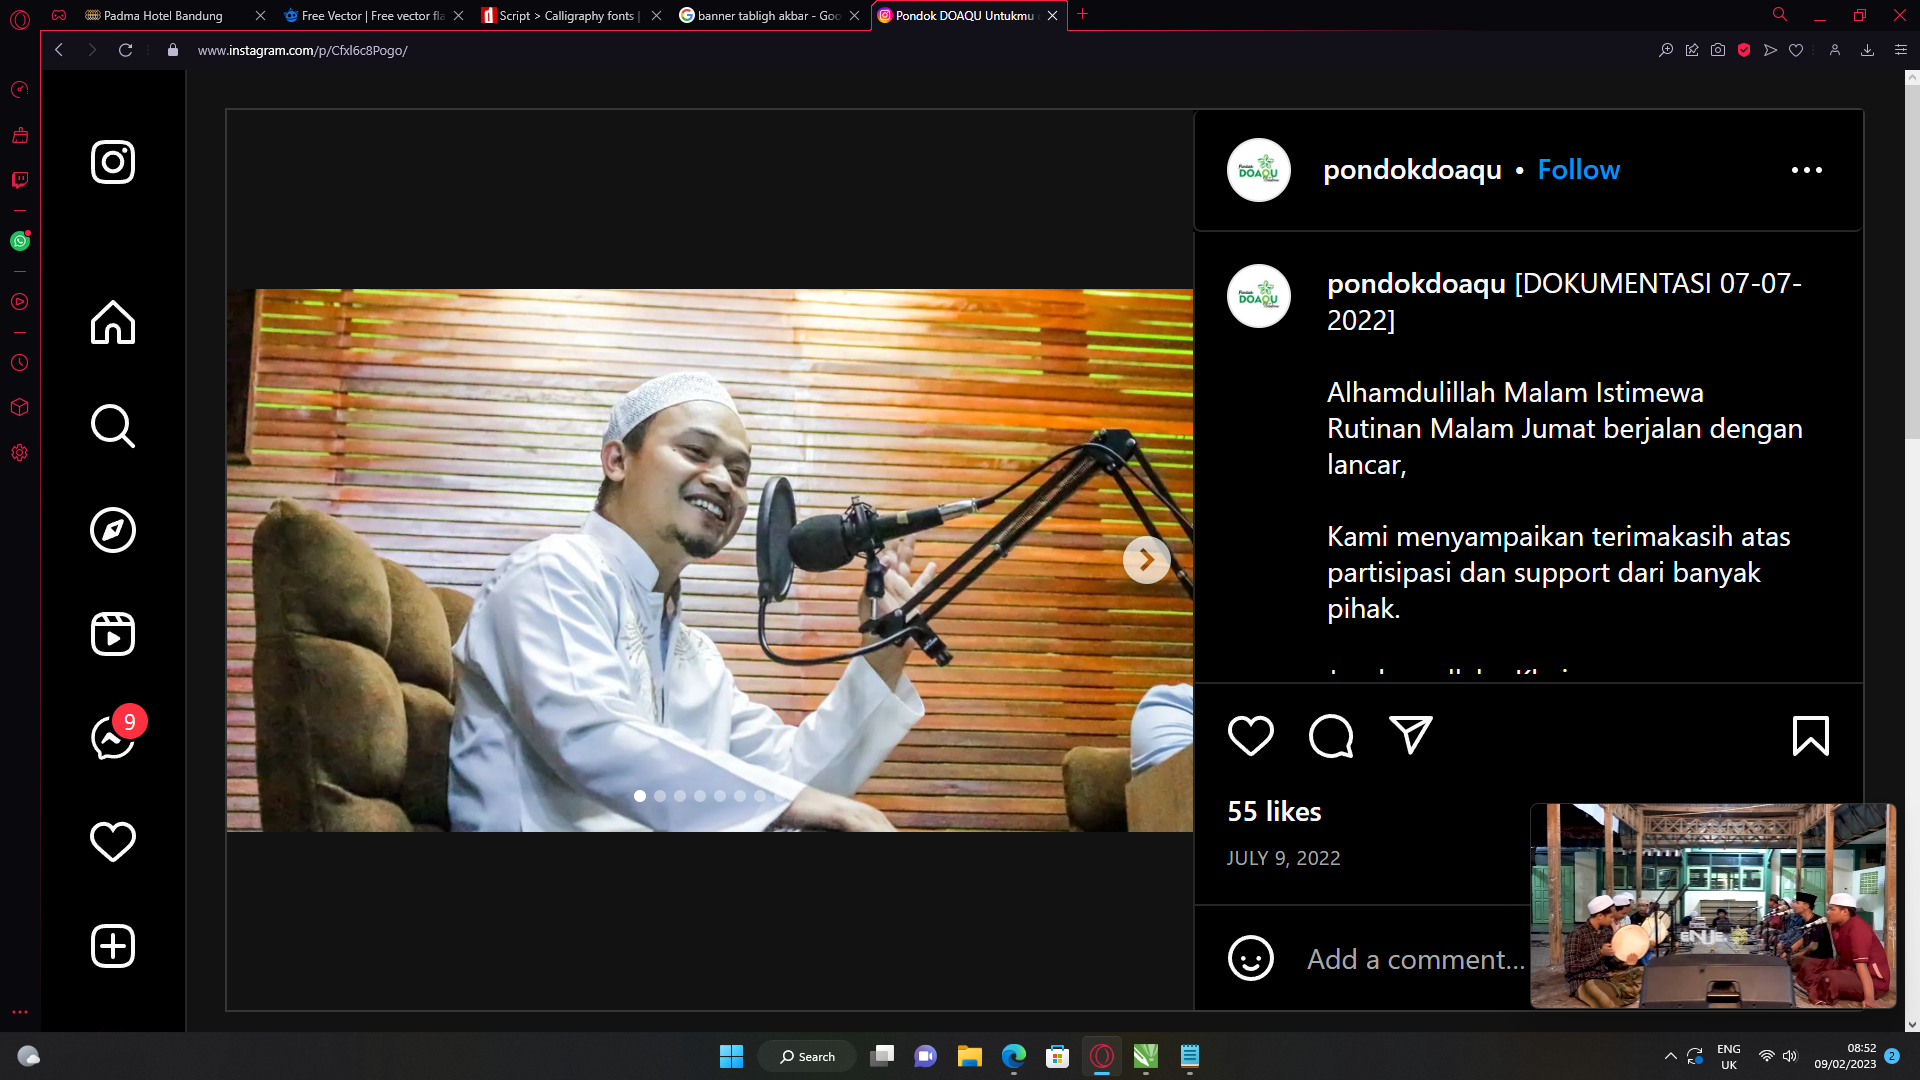 Padma Hotel Bandung
Free Vector | Free vector fla
Script > Calligraphy fonts |
banner tabligh akbar - Goo
Pondok DOAQU Untukmu
www.instagram.com/p/Cfxl6c8Pogo/
DOAQU
pondokdoaqu • Follow
DOAQU
pondokdoaqu [DOKUMENTASI 07-07-
2022]
Alhamdulillah Malam Istimewa
Rutinan Malam Jumat berjalan dengan
lancar,
Kami menyampaikan terimakasih atas
partisipasi dan support dari banyak
pihak.
9
55 likes
JULY 9, 2022
Add a comment...
Search
ENG
UK
08:52
09/02/2023
2